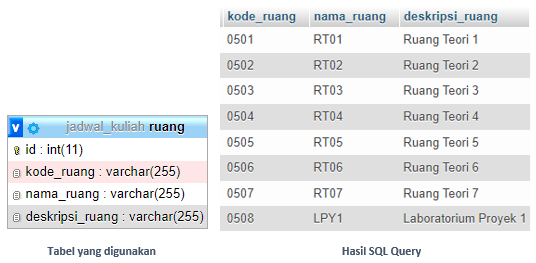 jadwal_kuliah ruang
id : int(11)
kode_ruang : varchar(255)
nama_ruang : varchar(255)
deskripsi_ruang : varchar(255)
Tabel yang digunakan
kode_ruang nama_ruang deskripsi_ruang
0501 RT01 Ruang Teori 1
0502 RT02 Ruang Teori 2
0503 RT03 Ruang Teori 3
0504 RT04 Ruang Teori 4
0505 RT05 Ruang Teori 5
0506 RT06 Ruang Teori 6
0507 RT07 Ruang Teori 7
0508 LPY1 Laboratorium Proyek 1
Hasil SQL Query